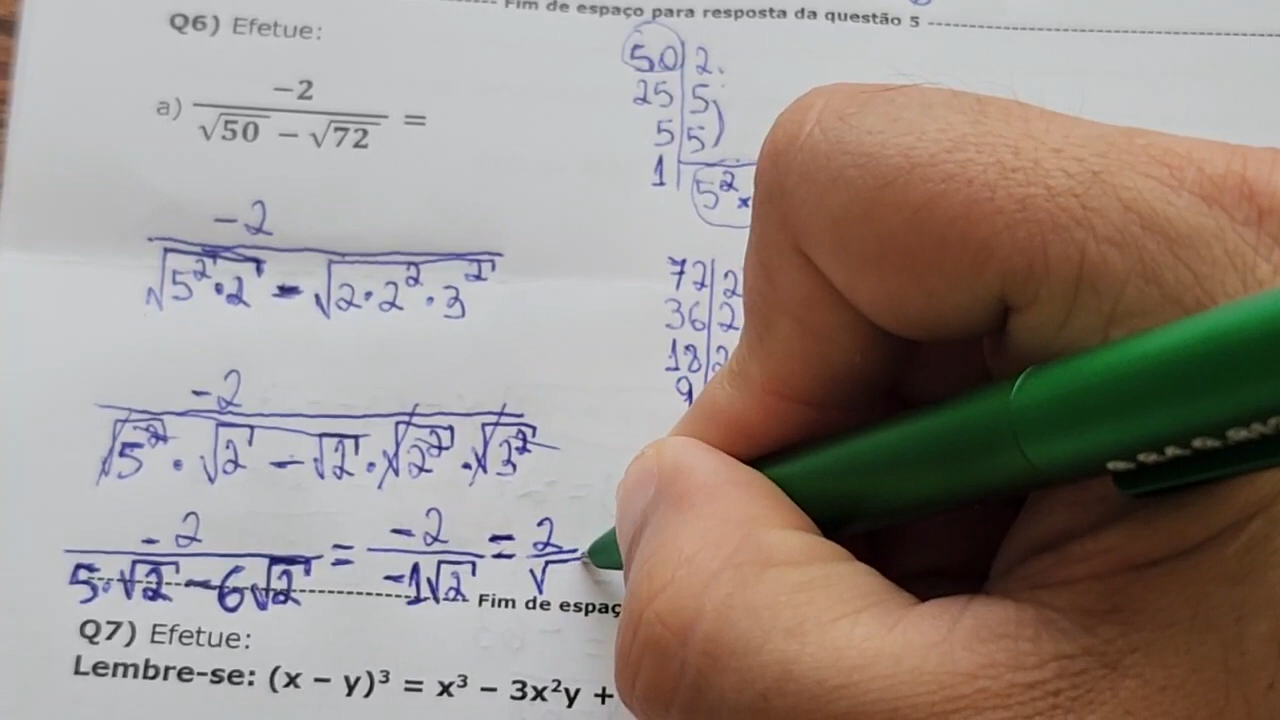 Fim de espaço para resposta da questão 5
Q6) Efetue:
a) -2 / (√50 - √72) =
-2 / (√5²·2 - √2·2²·3²)
-2 / (√5² · √2 - √2 · √2² · √3²)
-2 / (5·√2 - 6√2) = -2 / (-1√2) = 2 / √
50 | 2
25 | 5
5 | 5
1 | 5² x
72 | 2
36 | 2
18 | 2
9
Fim de espaç
Q7) Efetue:
Lembre-se: (x − y)³ = x³ − 3x²y +